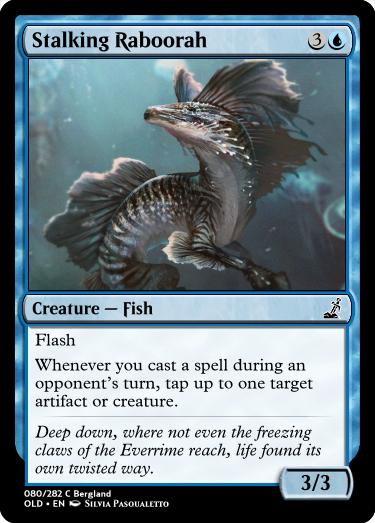 Stalking Raboorah 3
Creature — Fish
Flash
Whenever you cast a spell during an
opponent's turn, tap up to one target
artifact or creature.
Deep down, where not even the freezing
claws of the Everrime reach, life found its
own twisted way.
3/3
080/282 C Bergland
OLD • EN Silvia Pasqualetto